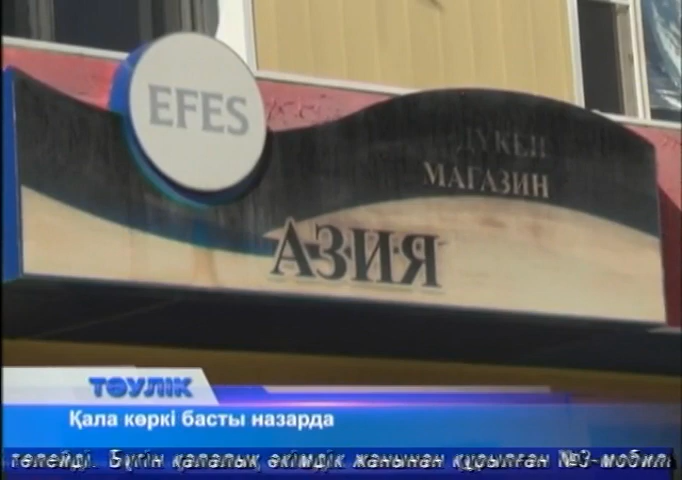 EFES
ДҮКЕН
МАГАЗИН
АЗИЯ
ТӘУЛІК
Қала көркі басты назарда
төлейді. Бүгін қалалық әкімдік жанынан құрылған №3-мобиль